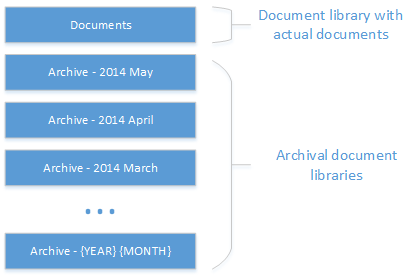 Documents
Document library with
actual documents
Archive - 2014 May
Archive - 2014 April
Archive - 2014 March
Archival document
libraries
...
Archive - {YEAR} {MONTH}